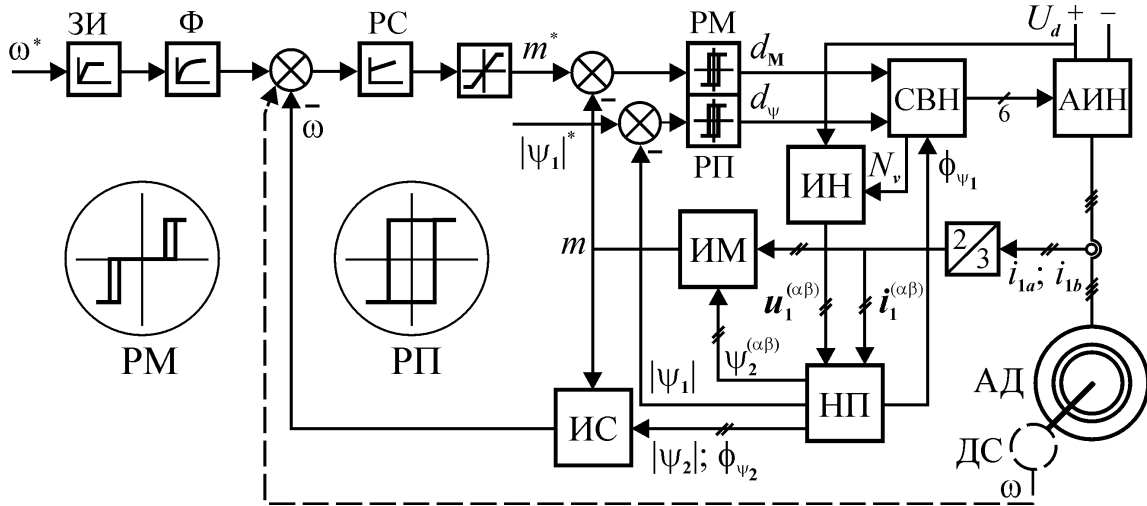 ЗИ
Ф
РС
РМ
U_d + −
ω*
m*
d_М
d_ψ
СВН
6
АИН
−
ω
−
|ψ₁|*
−
РП
ИН
N_v
ϕ_ψ₁
m
ИМ
2/3
i_1a; i_1b
u₁^(αβ)
i₁^(αβ)
РМ
РП
ψ₂^(αβ)
|ψ₁|
НП
АД
ИС
|ψ₂|; ϕ_ψ₂
ДС
ω